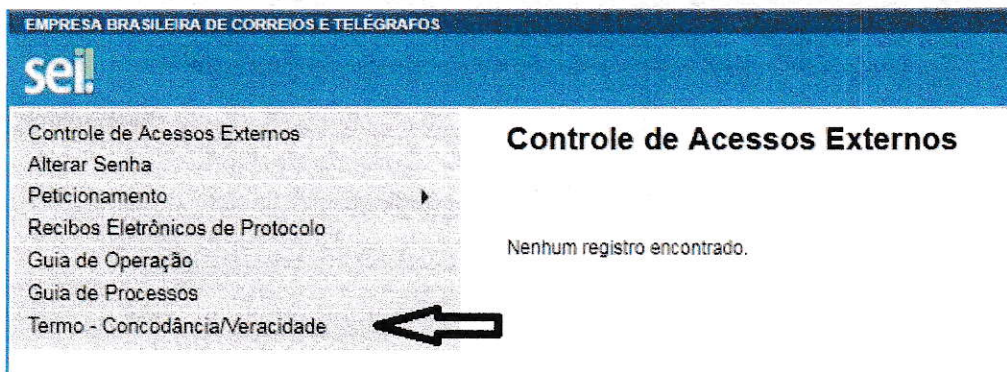 EMPRESA BRASILEIRA DE CORREIOS E TELÉGRAFOS
sei!
Controle de Acessos Externos
Alterar Senha
Peticionamento
Recibos Eletrônicos de Protocolo
Guia de Operação
Guia de Processos
Termo - Concodância/Veracidade
Controle de Acessos Externos
Nenhum registro encontrado.